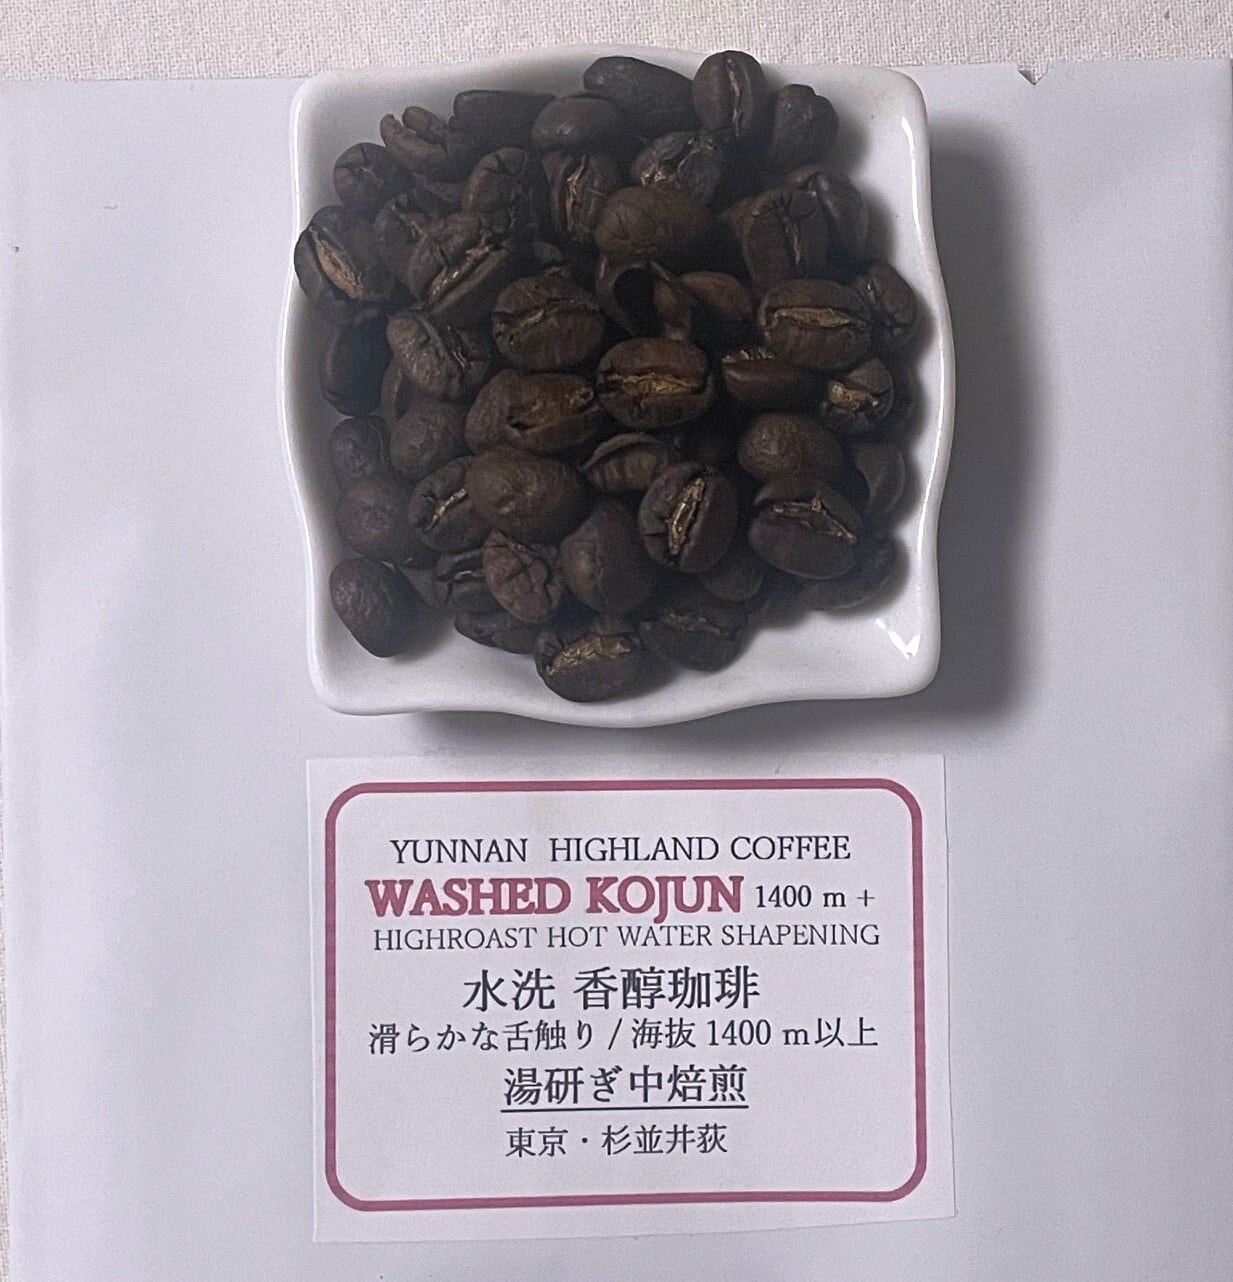 YUNNAN HIGHLAND COFFEE
WASHED KOJUN 1400 m +
HIGHROAST HOT WATER SHAPENING
水洗 香醇珈琲
滑らかな舌触り / 海抜 1400 m以上
湯研ぎ中焙煎
東京・杉並井荻